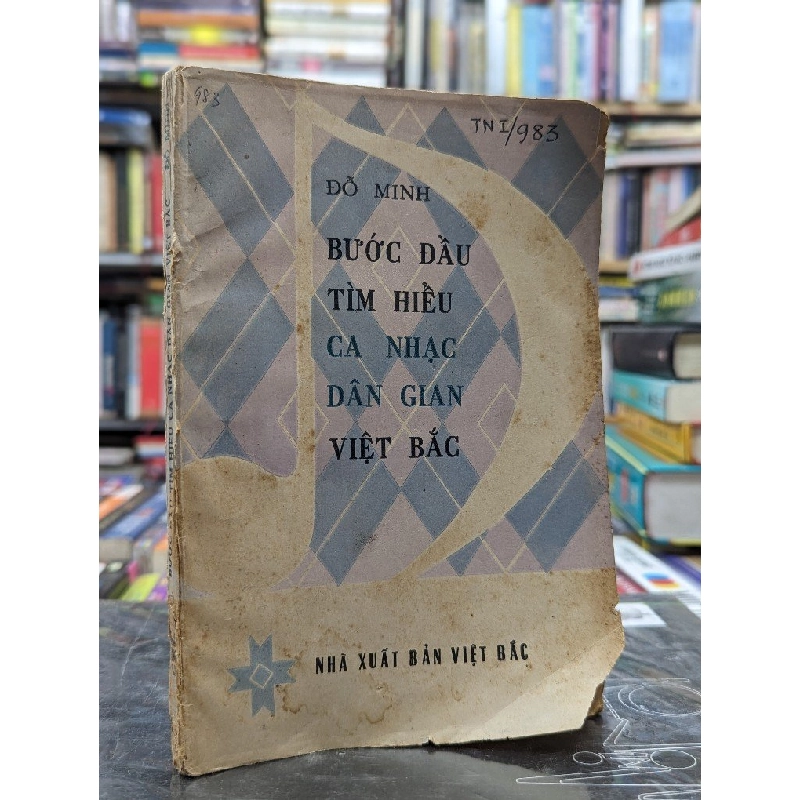 983
TN I/983
ĐỖ MINH
BƯỚC ĐẦU
TÌM HIỂU
CA NHẠC
DÂN GIAN
VIỆT BẮC
NHÀ XUẤT BẢN VIỆT BẮC